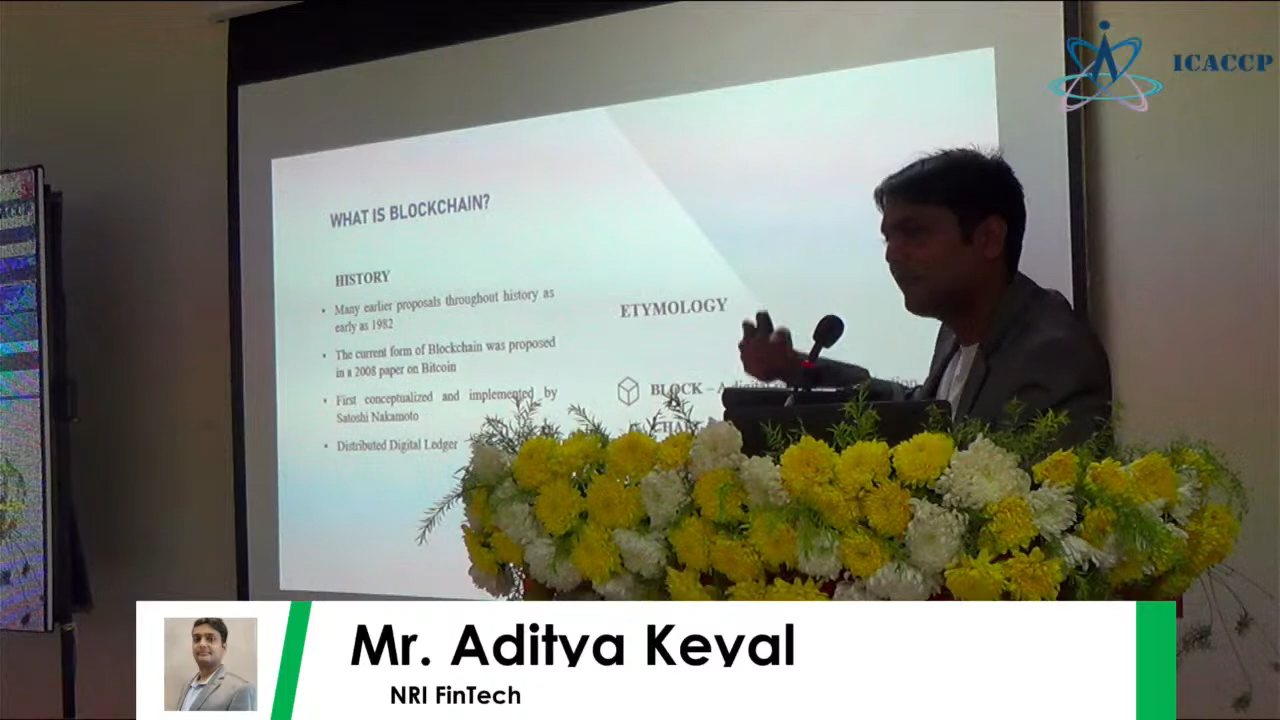 ICACCP
WHAT IS BLOCKCHAIN?
HISTORY
• Many earlier proposals throughout history as
early as 1982
• The current form of Blockchain was proposed
in a 2008 paper on Bitcoin
• First conceptualized and implemented by
Satoshi Nakamoto
• Distributed Digital Ledger
ETYMOLOGY
BLOCK – A digital
Mr. Aditya Keyal
NRI FinTech